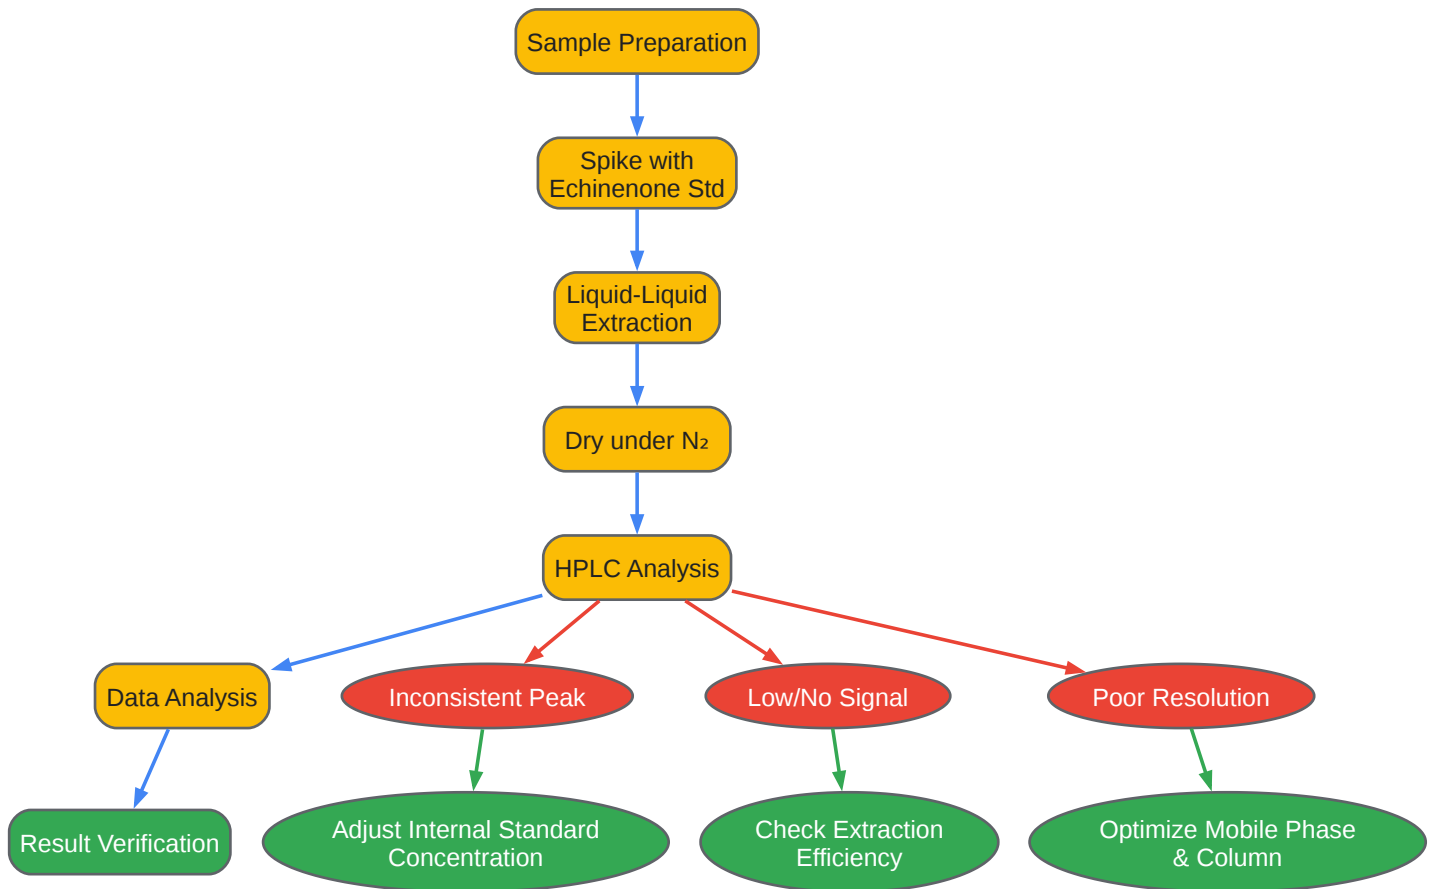 Sample Preparation
Spike with
Echinenone Std
Liquid-Liquid
Extraction
Dry under N₂
HPLC Analysis
Data Analysis
Inconsistent Peak
Low/No Signal
Poor Resolution
Result Verification
Adjust Internal Standard
Concentration
Check Extraction
Efficiency
Optimize Mobile Phase
& Column